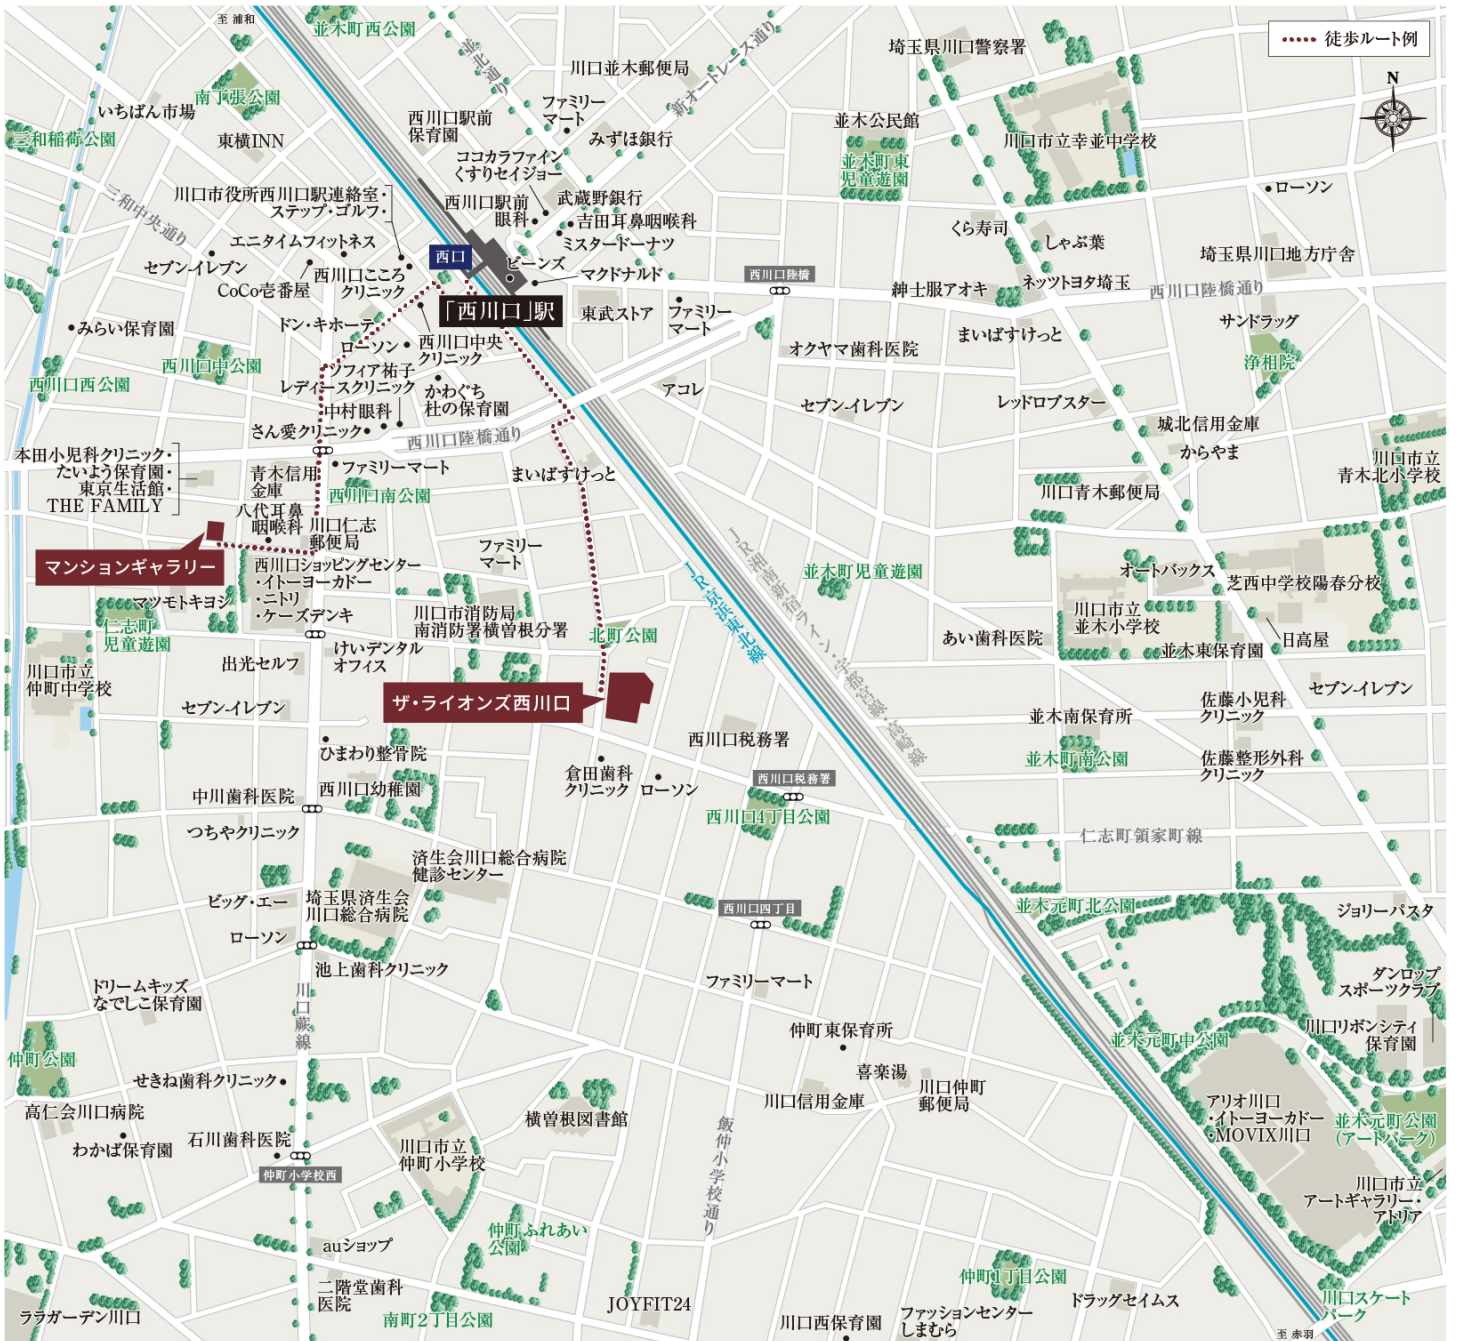 至 浦和
並木町西公園
徒歩ルート例
N
並北通り
新オートレース通り
川口並木郵便局
埼玉県川口警察署
南丁張公園
いちばん市場
三和稲荷公園
東横INN
西川口駅前
保育園
ファミリー
マート
みずほ銀行
並木公民館
並木町東
児童遊園
川口市立幸並中学校
ローソン
ココカラファイン
くすりセイジョー
川口市役所西川口駅連絡室・
ステップ・ゴルフ・
西川口駅前
眼科
武蔵野銀行
吉田耳鼻咽喉科
ミスタードーナツ
三和中央通り
エニタイムフィットネス
セブン-イレブン
CoCo壱番屋
西川口こころ
クリニック
西口
ビーンズ
マクドナルド
「西川口」駅
西川口陸橋
くら寿司
しゃぶ葉
埼玉県川口地方庁舎
紳士服アオキ
ネッツトヨタ埼玉
西川口陸橋通り
みらい保育園
ドン・キホーテ
ローソン
西川口中央
クリニック
東武ストア
ファミリー
マート
まいばすけっと
サンドラッグ
オクヤマ歯科医院
浄相院
西川口西公園
西川口中公園
ソフィア祐子
レディースクリニック
かわぐち
杜の保育園
中村眼科
さん愛クリニック
西川口陸橋通り
アコレ
セブン-イレブン
レッドロブスター
城北信用金庫
からやま
川口市立
青木北小学校
本田小児科クリニック・
たいよう保育園・
東京生活館・
THE FAMILY
青木信用
金庫
ファミリーマート
西川口南公園
まいばすけっと
川口青木郵便局
八代耳鼻
咽喉科
川口仁志
郵便局
マンションギャラリー
西川口ショッピングセンター
・イトーヨーカドー
・ニトリ
・ケーズデンキ
ファミリー
マート
JR湘南新宿ライン・宇都宮線・高崎線
JR京浜東北線
並木町児童遊園
オートバックス
芝西中学校陽春分校
マツモトキヨシ
仁志町
児童遊園
川口市消防局
南消防署横曽根分署
北町公園
川口市立
並木小学校
あい歯科医院
並木東保育園
日高屋
川口市立
仲町中学校
出光セルフ
けいデンタル
オフィス
ザ・ライオンズ西川口
セブン-イレブン
セブン-イレブン
佐藤小児科
クリニック
並木南保育所
並木町南公園
佐藤整形外科
クリニック
ひまわり整骨院
西川口税務署
倉田歯科
クリニック
ローソン
西川口税務署
中川歯科医院
西川口幼稚園
つちやクリニック
西川口4丁目公園
仁志町領家町線
済生会川口総合病院
健診センター
ビッグ・エー
埼玉県済生会
川口総合病院
ローソン
西川口四丁目
並木元町北公園
ジョリーパスタ
池上歯科クリニック
ファミリーマート
ダンロップ
スポーツクラブ
ドリームキッズ
なでしこ保育園
川口蕨線
仲町東保育所
川口リボンシティ
保育園
並木元町中公園
仲町公園
せきね歯科クリニック
喜楽湯
川口信用金庫
川口仲町
郵便局
高仁会川口病院
わかば保育園
石川歯科医院
仲町小学校西
川口市立
仲町小学校
横曽根図書館
飯仲小学校通り
アリオ川口
・イトーヨーカドー
・MOVIX川口
並木元町公園
(アートパーク)
川口市立
アートギャラリー・
アトリア
auショップ
仲町ふれあい
公園
二階堂歯科
医院
南町2丁目公園
JOYFIT24
ララガーデン川口
仲町1丁目公園
ドラッグセイムス
川口西保育園
ファッションセンター
しまむら
川口スケート
パーク
至 赤羽